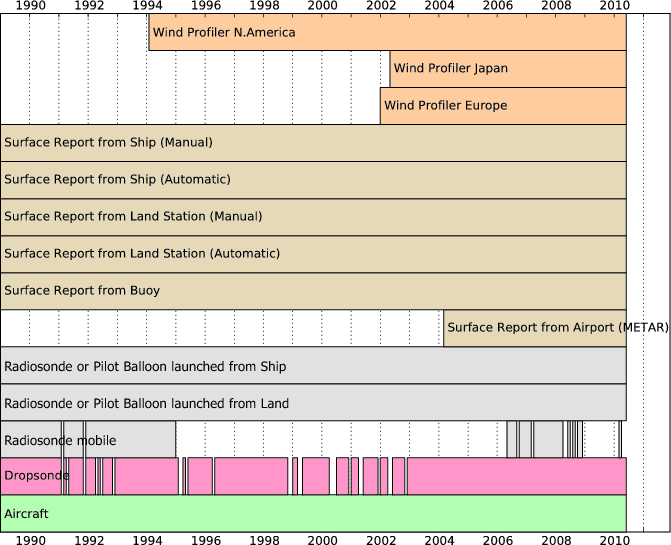 1990 1992 1994 1996 1998 2000 2002 2004 2006 2008 2010
Wind Profiler N.America
Wind Profiler Japan
Wind Profiler Europe
Surface Report from Ship (Manual)
Surface Report from Ship (Automatic)
Surface Report from Land Station (Manual)
Surface Report from Land Station (Automatic)
Surface Report from Buoy
Surface Report from Airport (METAR)
Radiosonde or Pilot Balloon launched from Ship
Radiosonde or Pilot Balloon launched from Land
Radiosonde mobile
Dropsonde
Aircraft
1990 1992 1994 1996 1998 2000 2002 2004 2006 2008 2010